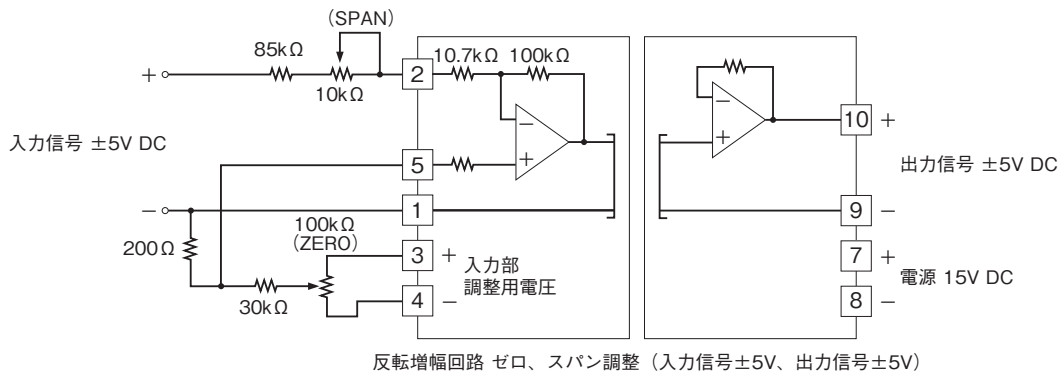 (SPAN)
85kΩ
10kΩ
+
2
10.7kΩ
100kΩ
−
+
入力信号 ±5V DC
5
−
1
200Ω
100kΩ
(ZERO)
30kΩ
3
+
4
−
入力部
調整用電圧
−
+
10
+
出力信号 ±5V DC
9
−
7
+
電源 15V DC
8
−
反転増幅回路 ゼロ、スパン調整（入力信号±5V、出力信号±5V）